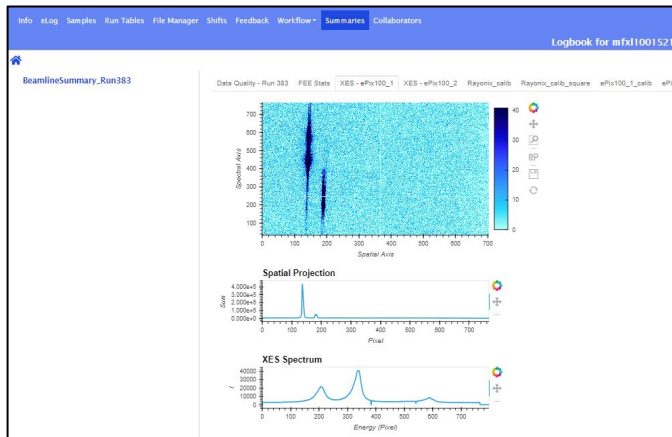 Info eLog Samples Run Tables File Manager Shifts Feedback Workflow Summaries Collaborators
Logbook for mfxl1001521
BeamlineSummary_Run383
Data Quality - Run 383 FEE Stats XES - ePix100_1 XES - ePix100_2 Rayonix_calib Rayonix_calib_square ePix100_1_calib
700
600
500
400
300
200
100
Spectral Axis
0 100 200 300 400 500 600 700
Spatial Axis
40
30
20
10
0
Spatial Projection
4.000e+5
3.000e+5
2.000e+5
1.000e+5
0.000e+0
Sum
0 100 200 300 400 500 600 700
Pixel
XES Spectrum
40000
30000
20000
10000
0
I
0 100 200 300 400 500 600 700
Energy (Pixel)